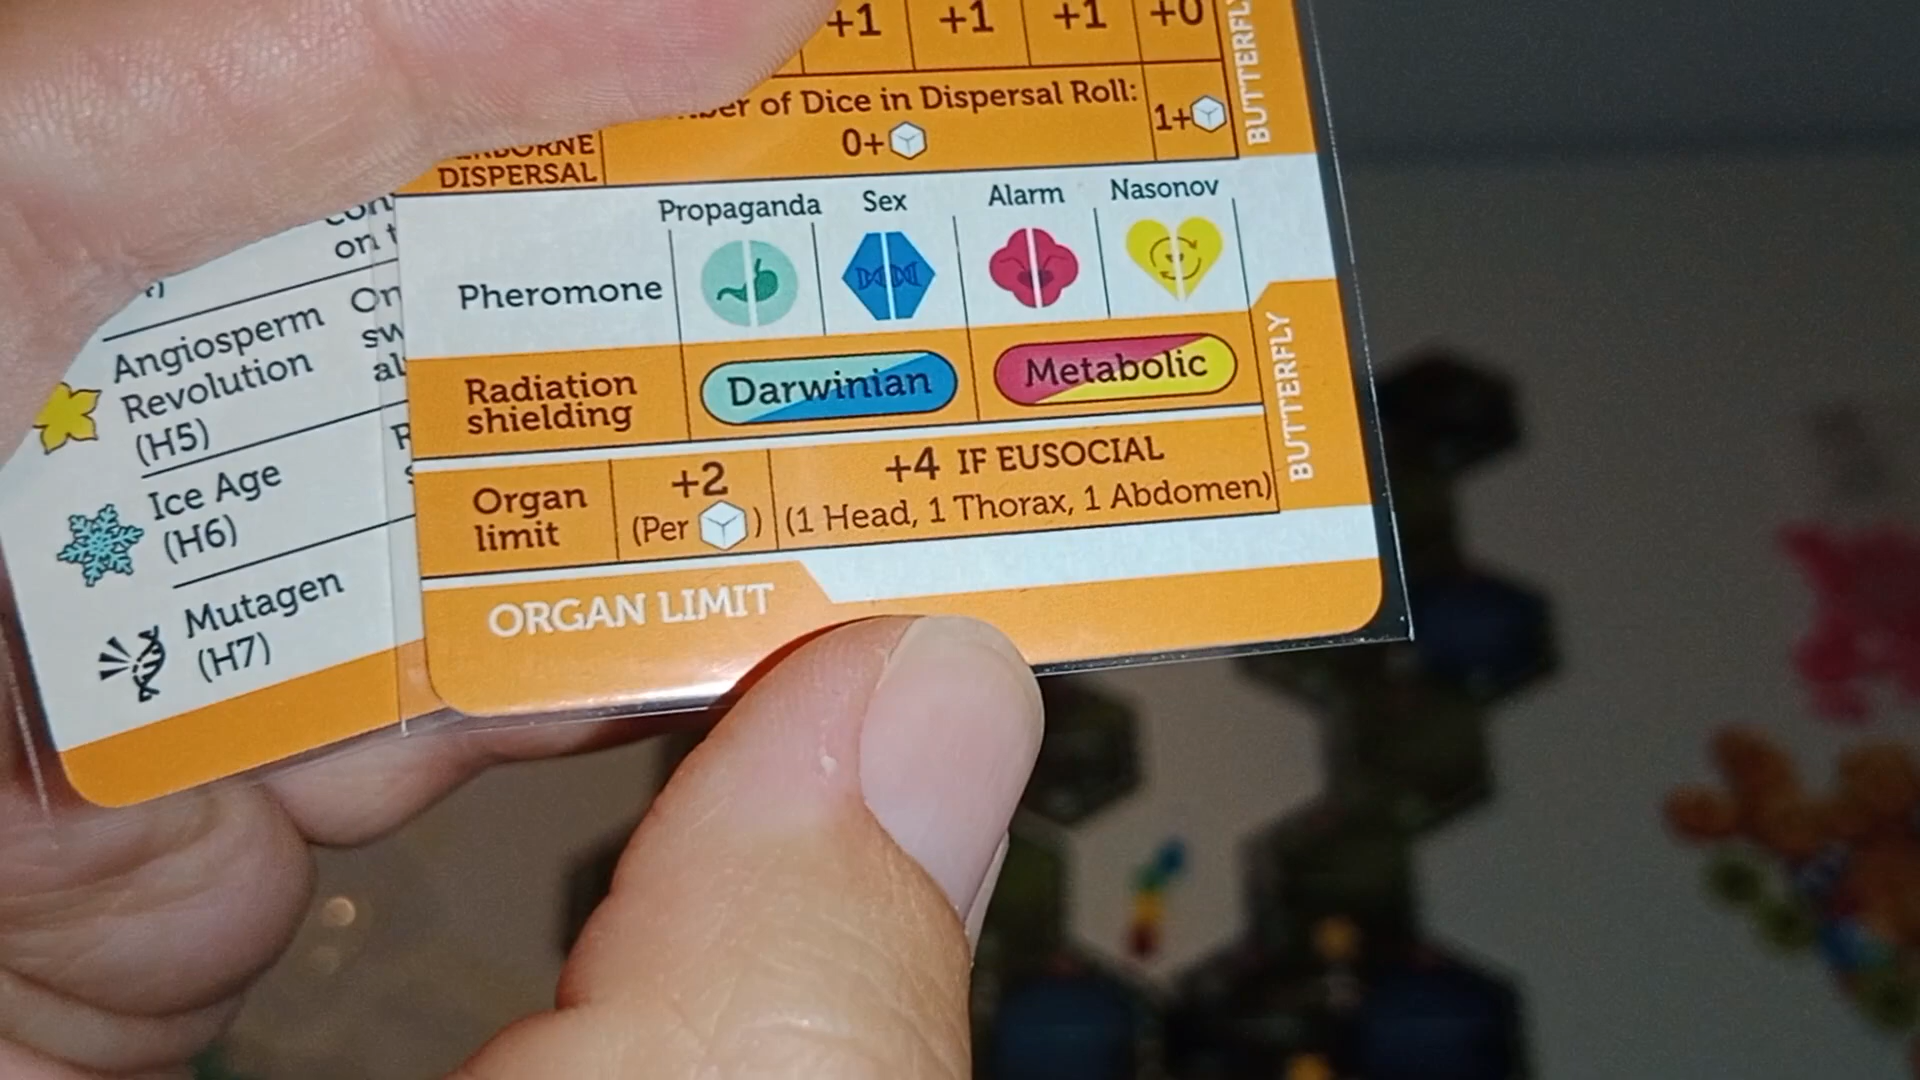 +1 +1 +1 +0
of Dice in Dispersal Roll:
0+
1+
DISPERSAL
BUTTERFLY
Propaganda Sex Alarm Nasonov
Pheromone
Radiation
shielding
Darwinian
Metabolic
BUTTERFLY
Organ
limit
+2
(Per )
+4 IF EUSOCIAL
(1 Head, 1 Thorax, 1 Abdomen)
ORGAN LIMIT
Angiosperm
Revolution
(H5)
Ice Age
(H6)
Mutagen
(H7)